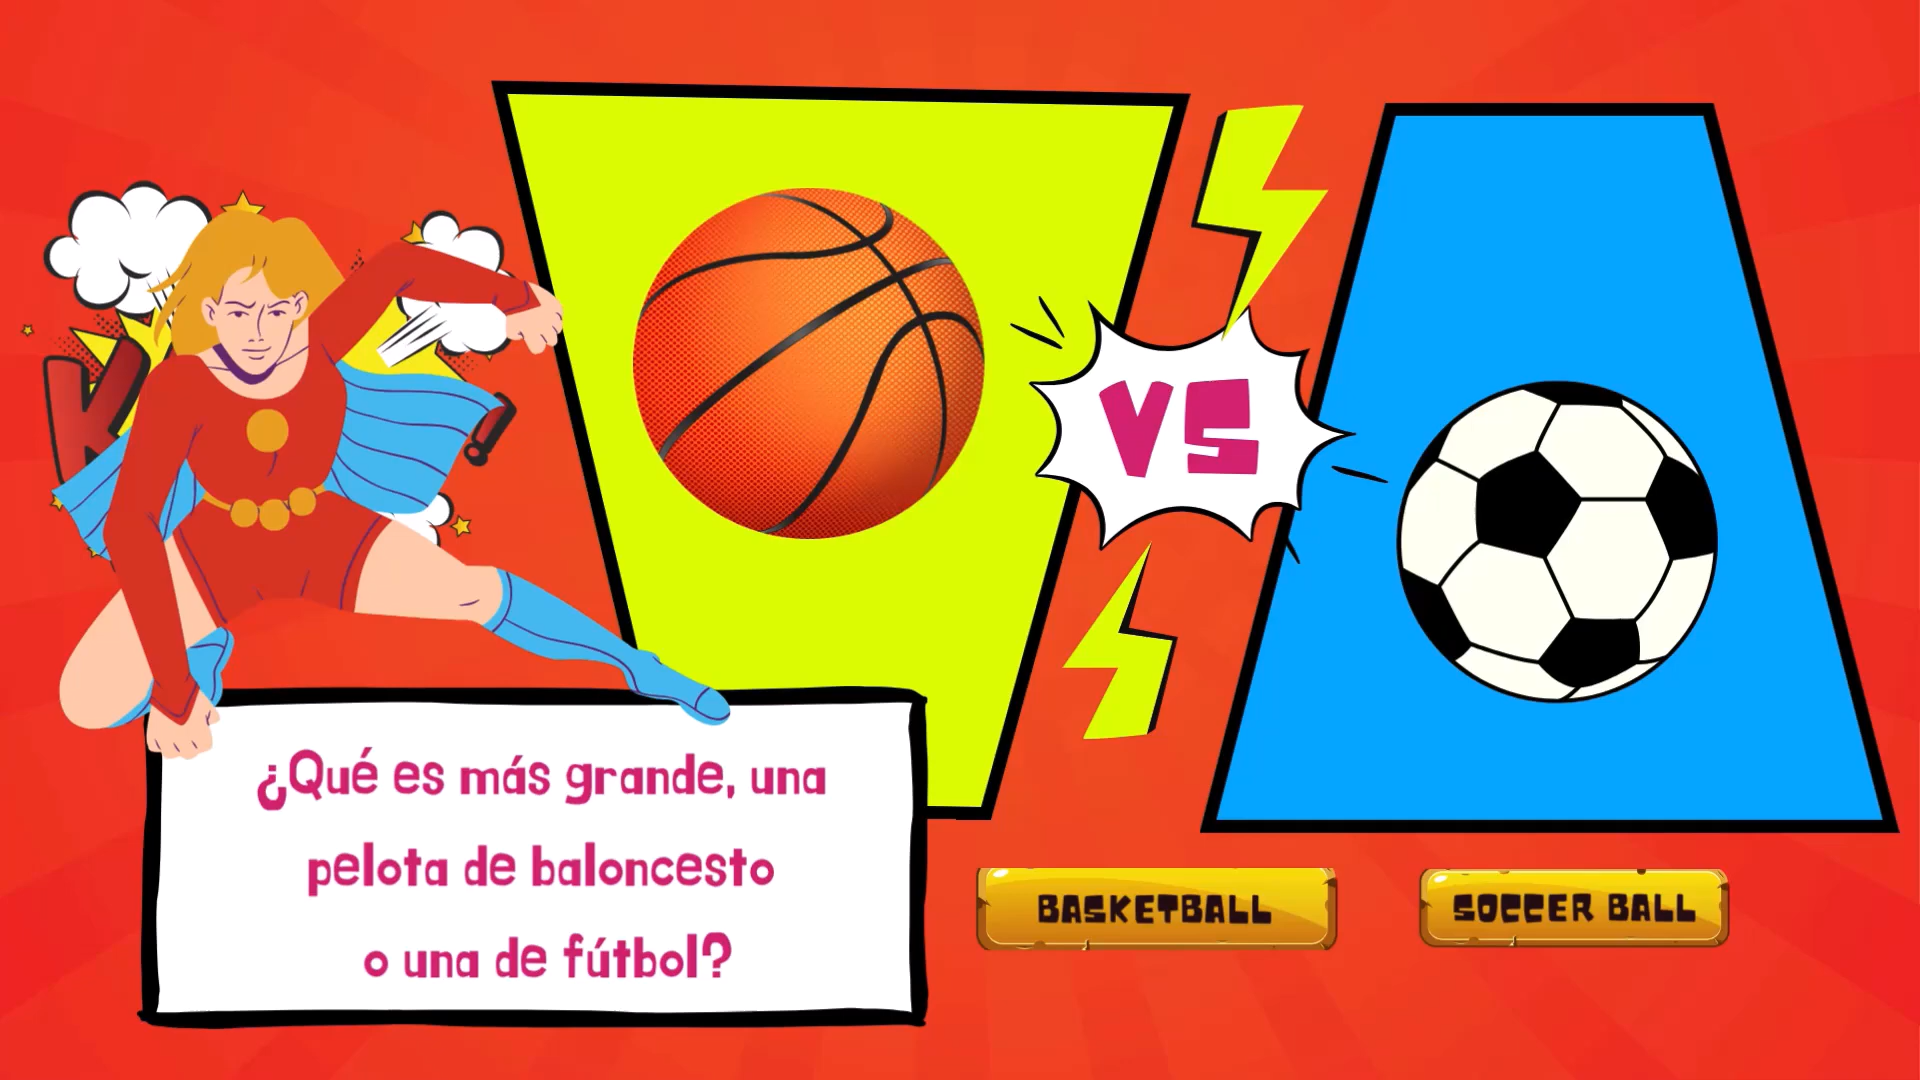 VS
¿Qué es más grande, una
pelota de baloncesto
o una de fútbol?
BASKETBALL
SOCCER BALL